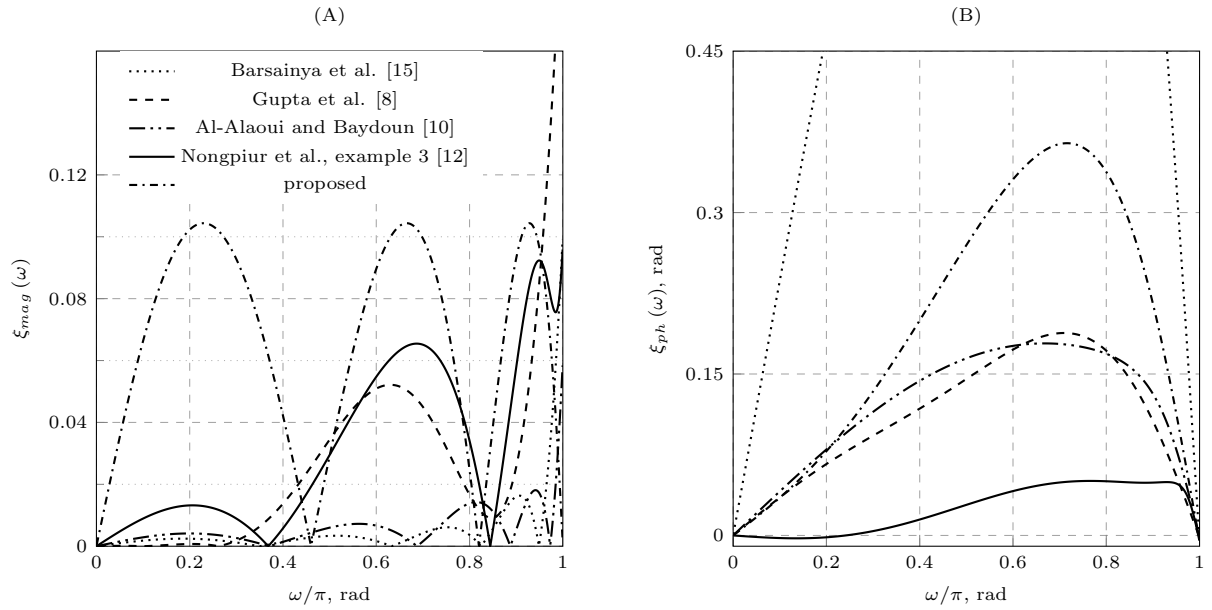 (A)
Barsainya et al. [15]
Gupta et al. [8]
Al-Alaoui and Baydoun [10]
Nongpiur et al., example 3 [12]
proposed
0.12
0.08
0.04
0
ξmag (ω)
0
0.2
0.4
0.6
0.8
1
ω/π, rad
(B)
0.45
0.3
0.15
0
ξph (ω), rad
0
0.2
0.4
0.6
0.8
1
ω/π, rad